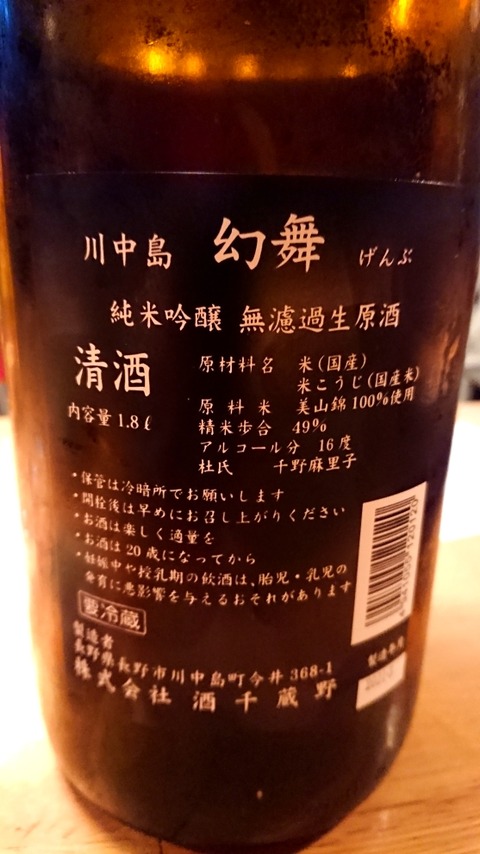 川中島 幻舞 げんぶ
純米吟醸 無濾過生原酒
清酒
内容量 1.8ℓ
原材料名 米(国産)
米こうじ(国産米)
原料米 美山錦100%使用
精米歩合 49%
アルコール分 16度
杜氏 千野麻里子
・保管は冷暗所でお願いします
・開栓後は早めにお召し上がりください
・お酒は楽しく適量を
・お酒は20歳になってから
・妊娠中や授乳期の飲酒は、胎児・乳児の
発育に悪影響を与えるおそれがあります
要冷蔵
製造者
長野県長野市川中島町今井368-1
株式会社 酒千蔵野
製造年月